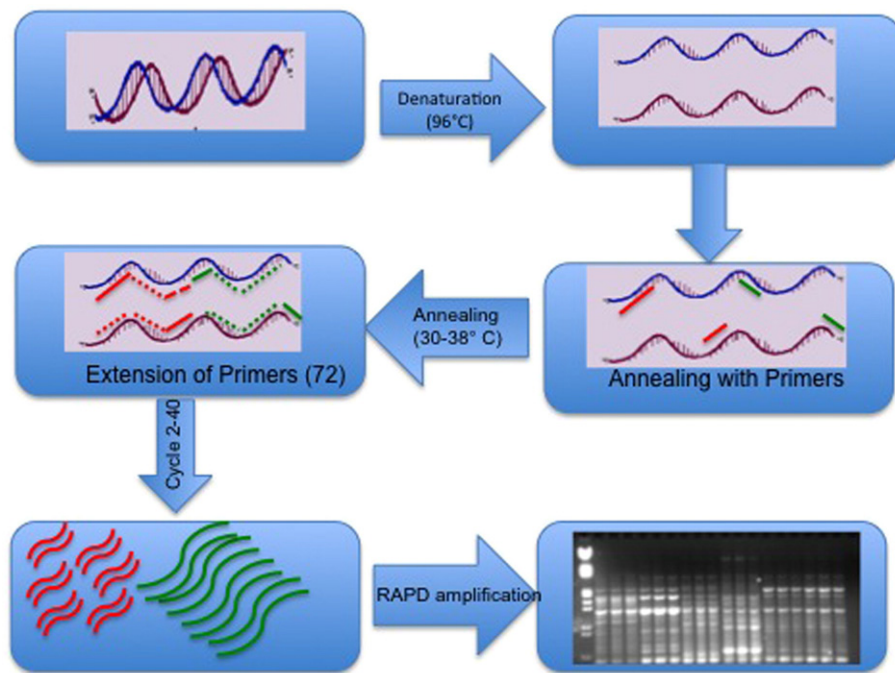 Denaturation
(96°C)
Annealing with Primers
Annealing
(30-38° C)
Extension of Primers (72)
Cycle 2-40
RAPD amplification